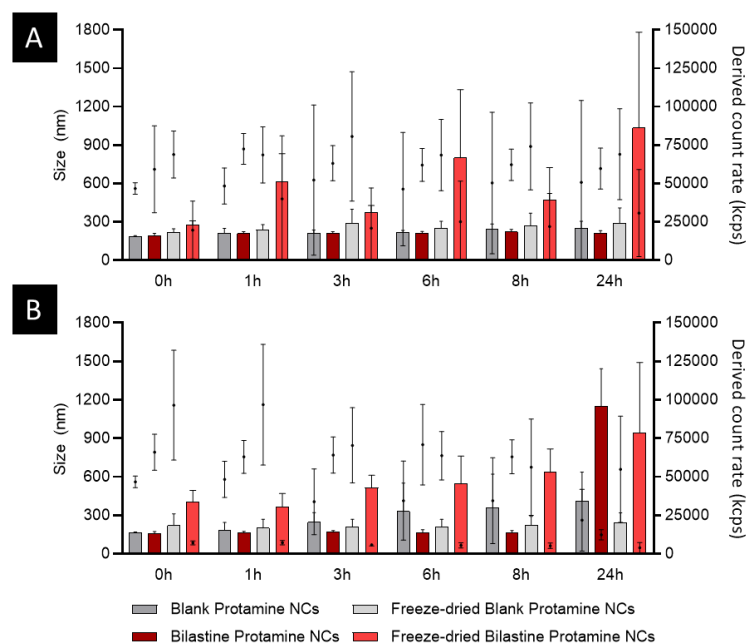 A
1800
1500
1200
900
600
300
0
Size (nm)
150000
125000
100000
75000
50000
25000
0
Derived count rate (kcps)
0h 1h 3h 6h 8h 24h
B
1800
1500
1200
900
600
300
0
Size (nm)
150000
125000
100000
75000
50000
25000
0
Derived count rate (kcps)
0h 1h 3h 6h 8h 24h
Blank Protamine NCs Freeze-dried Blank Protamine NCs
Bilastine Protamine NCs Freeze-dried Bilastine Protamine NCs